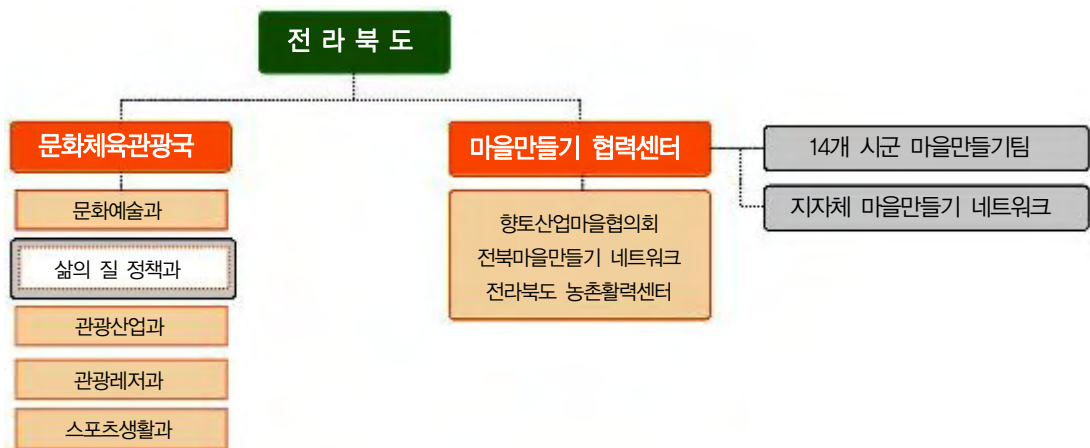 전라북도
문화체육관광국
문화예술과
삶의 질 정책과
관광산업과
관광레저과
스포츠생활과
마을만들기 협력센터
향토산업마을협의회
전북마을만들기 네트워크
전라북도 농촌활력센터
14개 시군 마을만들기팀
지자체 마을만들기 네트워크